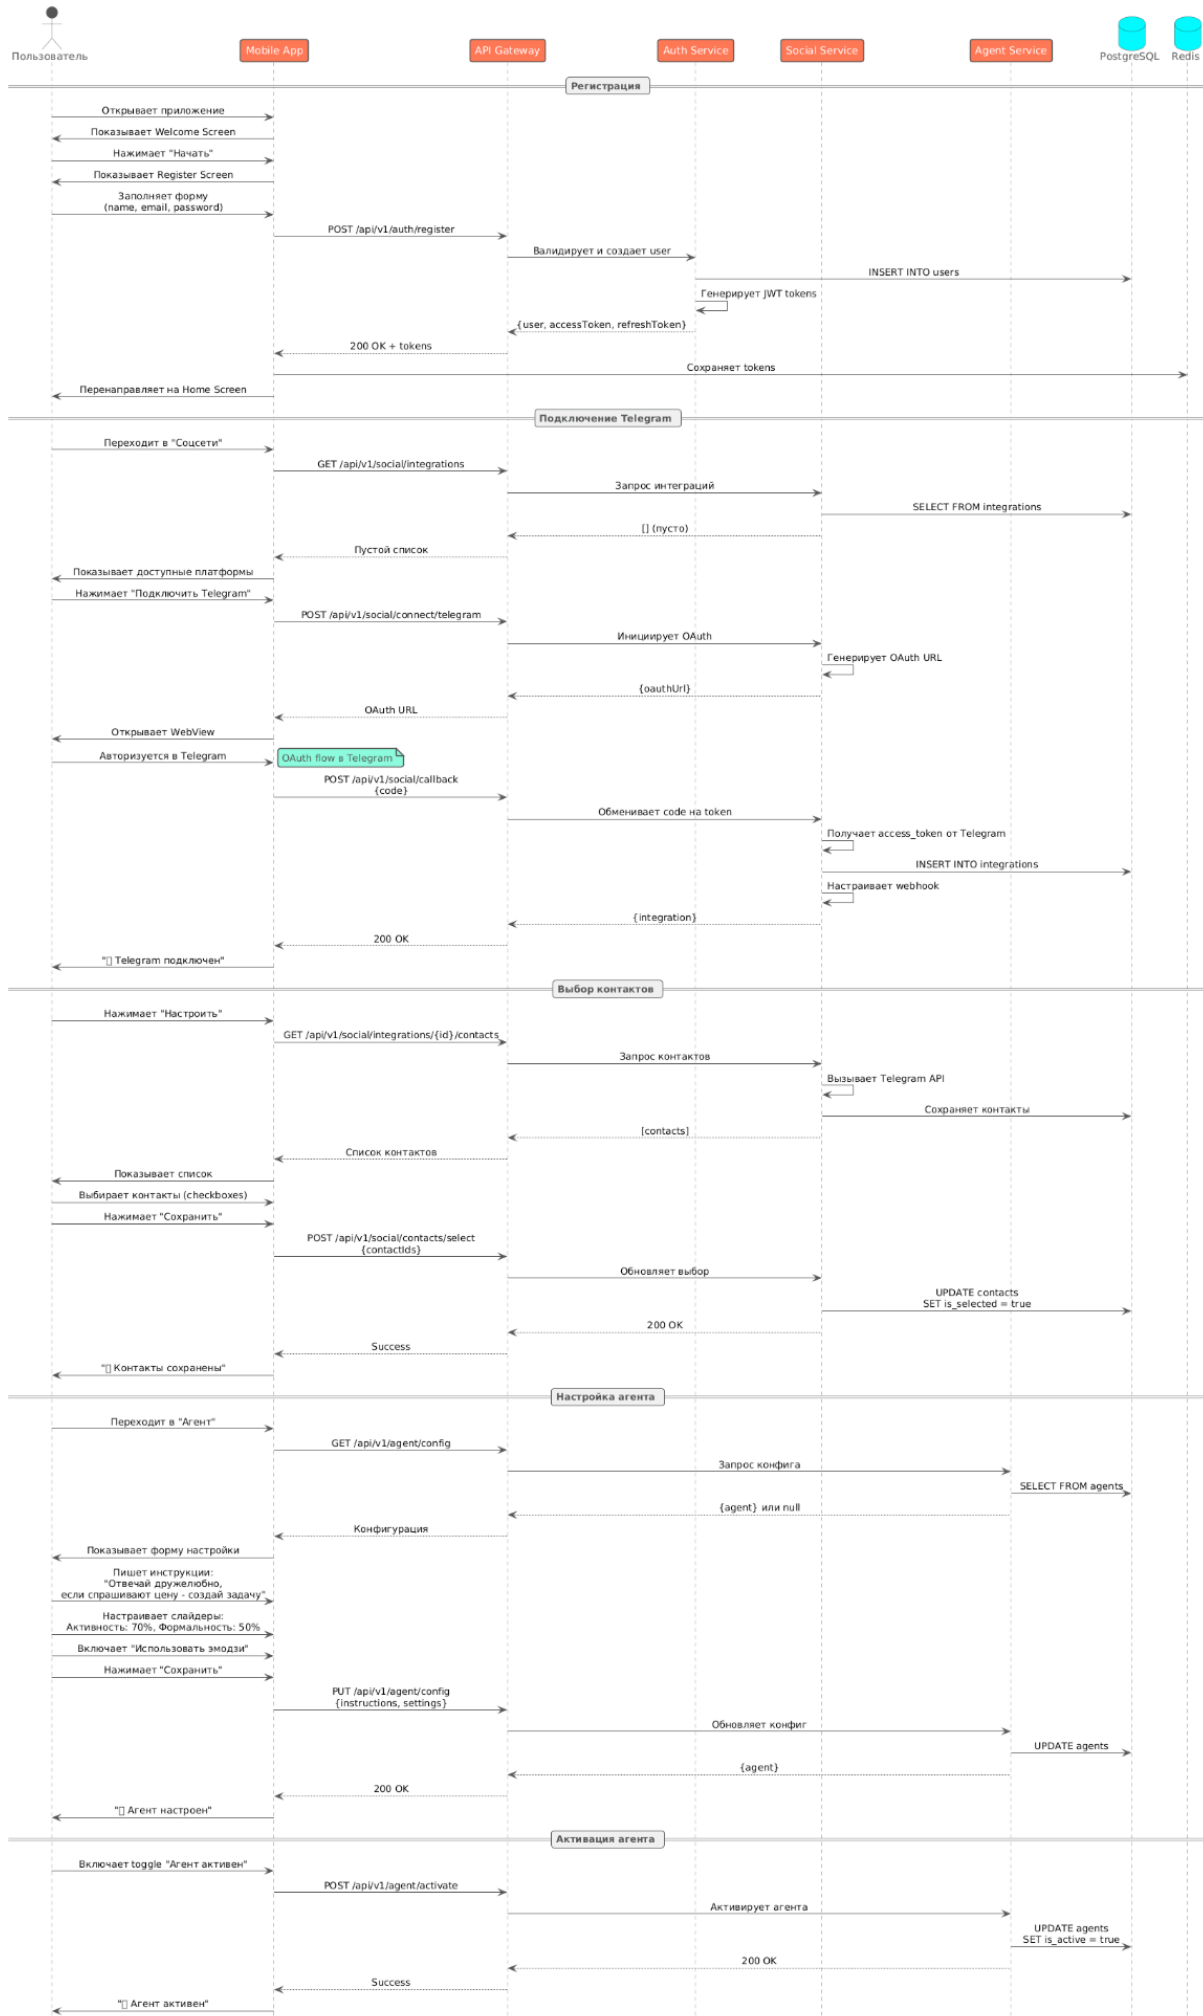 Пользователь
Mobile App
API Gateway
Auth Service
Social Service
Agent Service
PostgreSQL
Redis
Регистрация
Открывает приложение
Показывает Welcome Screen
Нажимает "Начать"
Показывает Register Screen
Заполняет форму
(name, email, password)
POST /api/v1/auth/register
Валидирует и создает user
INSERT INTO users
Генерирует JWT tokens
{user, accessToken, refreshToken}
200 OK + tokens
Сохраняет tokens
Перенаправляет на Home Screen
Подключение Telegram
Переходит в "Соцсети"
GET /api/v1/social/integrations
Запрос интеграций
SELECT FROM integrations
[] (пусто)
Пустой список
Показывает доступные платформы
Нажимает "Подключить Telegram"
POST /api/v1/social/connect/telegram
Инициирует OAuth
Генерирует OAuth URL
{oauthUrl}
OAuth URL
Открывает WebView
Авторизуется в Telegram
OAuth flow в Telegram
POST /api/v1/social/callback
{code}
Обменивает code на token
Получает access_token от Telegram
INSERT INTO integrations
Настраивает webhook
{integration}
200 OK
"▯ Telegram подключен"
Выбор контактов
Нажимает "Настроить"
GET /api/v1/social/integrations/{id}/contacts
Запрос контактов
Вызывает Telegram API
Сохраняет контакты
[contacts]
Список контактов
Показывает список
Выбирает контакты (checkboxes)
Нажимает "Сохранить"
POST /api/v1/social/contacts/select
{contactIds}
Обновляет выбор
UPDATE contacts
SET is_selected = true
200 OK
Success
"▯ Контакты сохранены"
Настройка агента
Переходит в "Агент"
GET /api/v1/agent/config
Запрос конфига
SELECT FROM agents
{agent} или null
Конфигурация
Показывает форму настройки
Пишет инструкции:
"Отвечай дружелюбно,
если спрашивают цену - создай задачу"
Настраивает слайдеры:
Активность: 70%, Формальность: 50%
Включает "Использовать эмодзи"
Нажимает "Сохранить"
PUT /api/v1/agent/config
{instructions, settings}
Обновляет конфиг
UPDATE agents
{agent}
200 OK
"▯ Агент настроен"
Активация агента
Включает toggle "Агент активен"
POST /api/v1/agent/activate
Активирует агента
UPDATE agents
SET is_active = true
200 OK
Success
"▯ Агент активен"